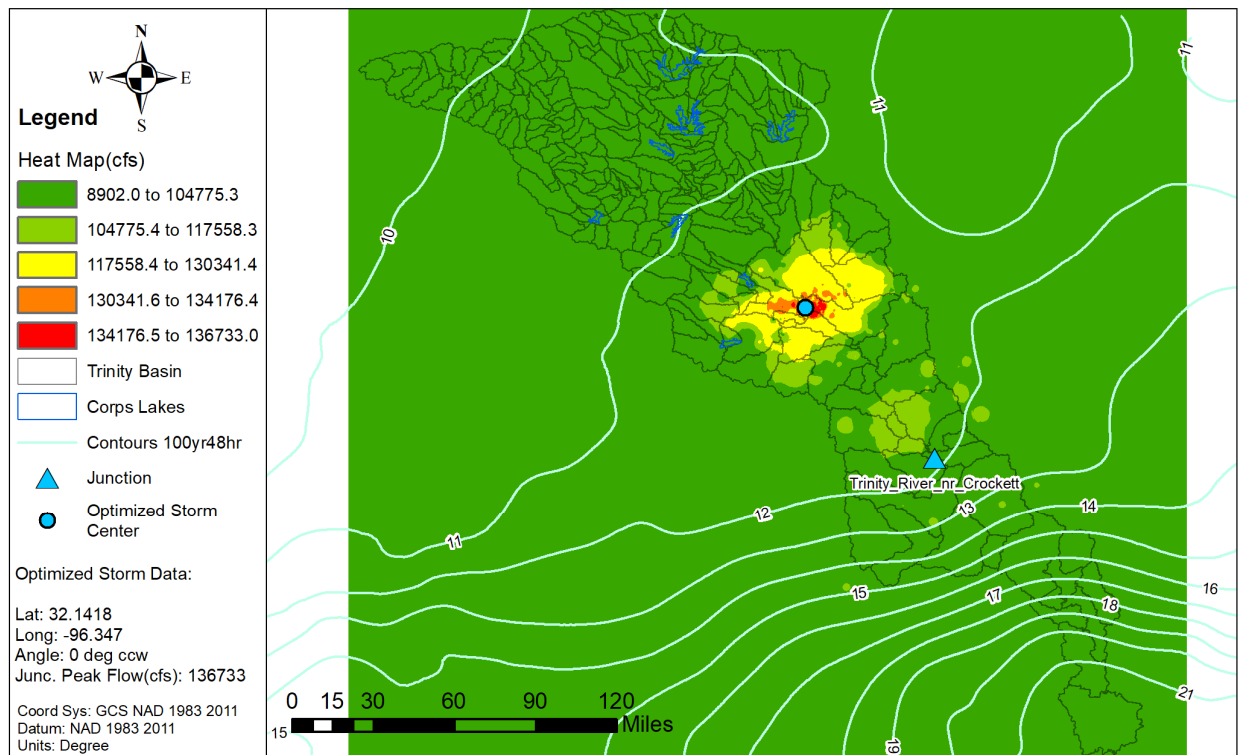 N
W
E
S
Legend
Heat Map(cfs)
8902.0 to 104775.3
104775.4 to 117558.3
117558.4 to 130341.4
130341.6 to 134176.4
134176.5 to 136733.0
Trinity Basin
Corps Lakes
Contours 100yr48hr
Junction
Optimized Storm
Center
Optimized Storm Data:
Lat: 32.1418
Long: -96.347
Angle: 0 deg ccw
Junc. Peak Flow(cfs): 136733
Coord Sys: GCS NAD 1983 2011
Datum: NAD 1983 2011
Units: Degree
11
11
10
Trinity_River_nr_Crockett
12
13
14
11
15
16
17
18
21
19
15
0 15 30 60 90 120
Miles